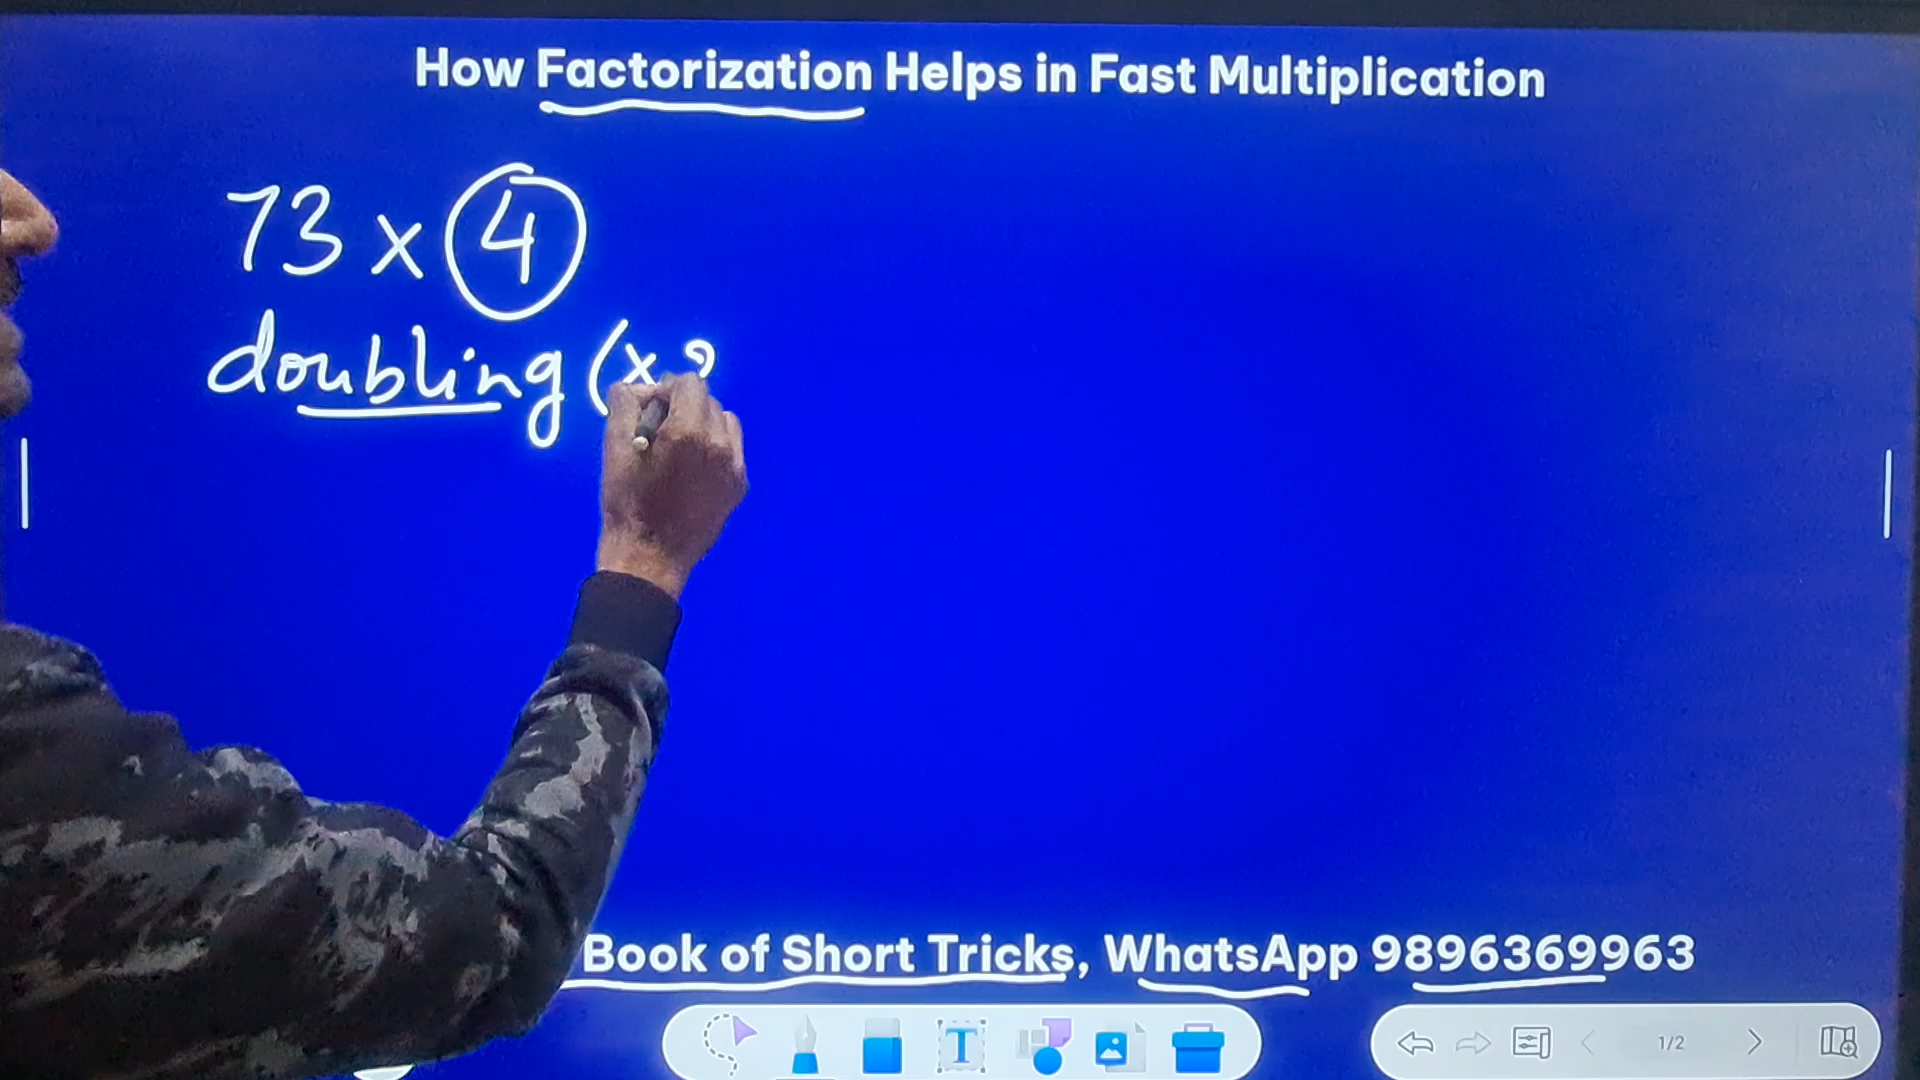 How Factorization Helps in Fast Multiplication
73 x 4
doubling (x
Book of Short Tricks, WhatsApp 9896369963
T
1/2